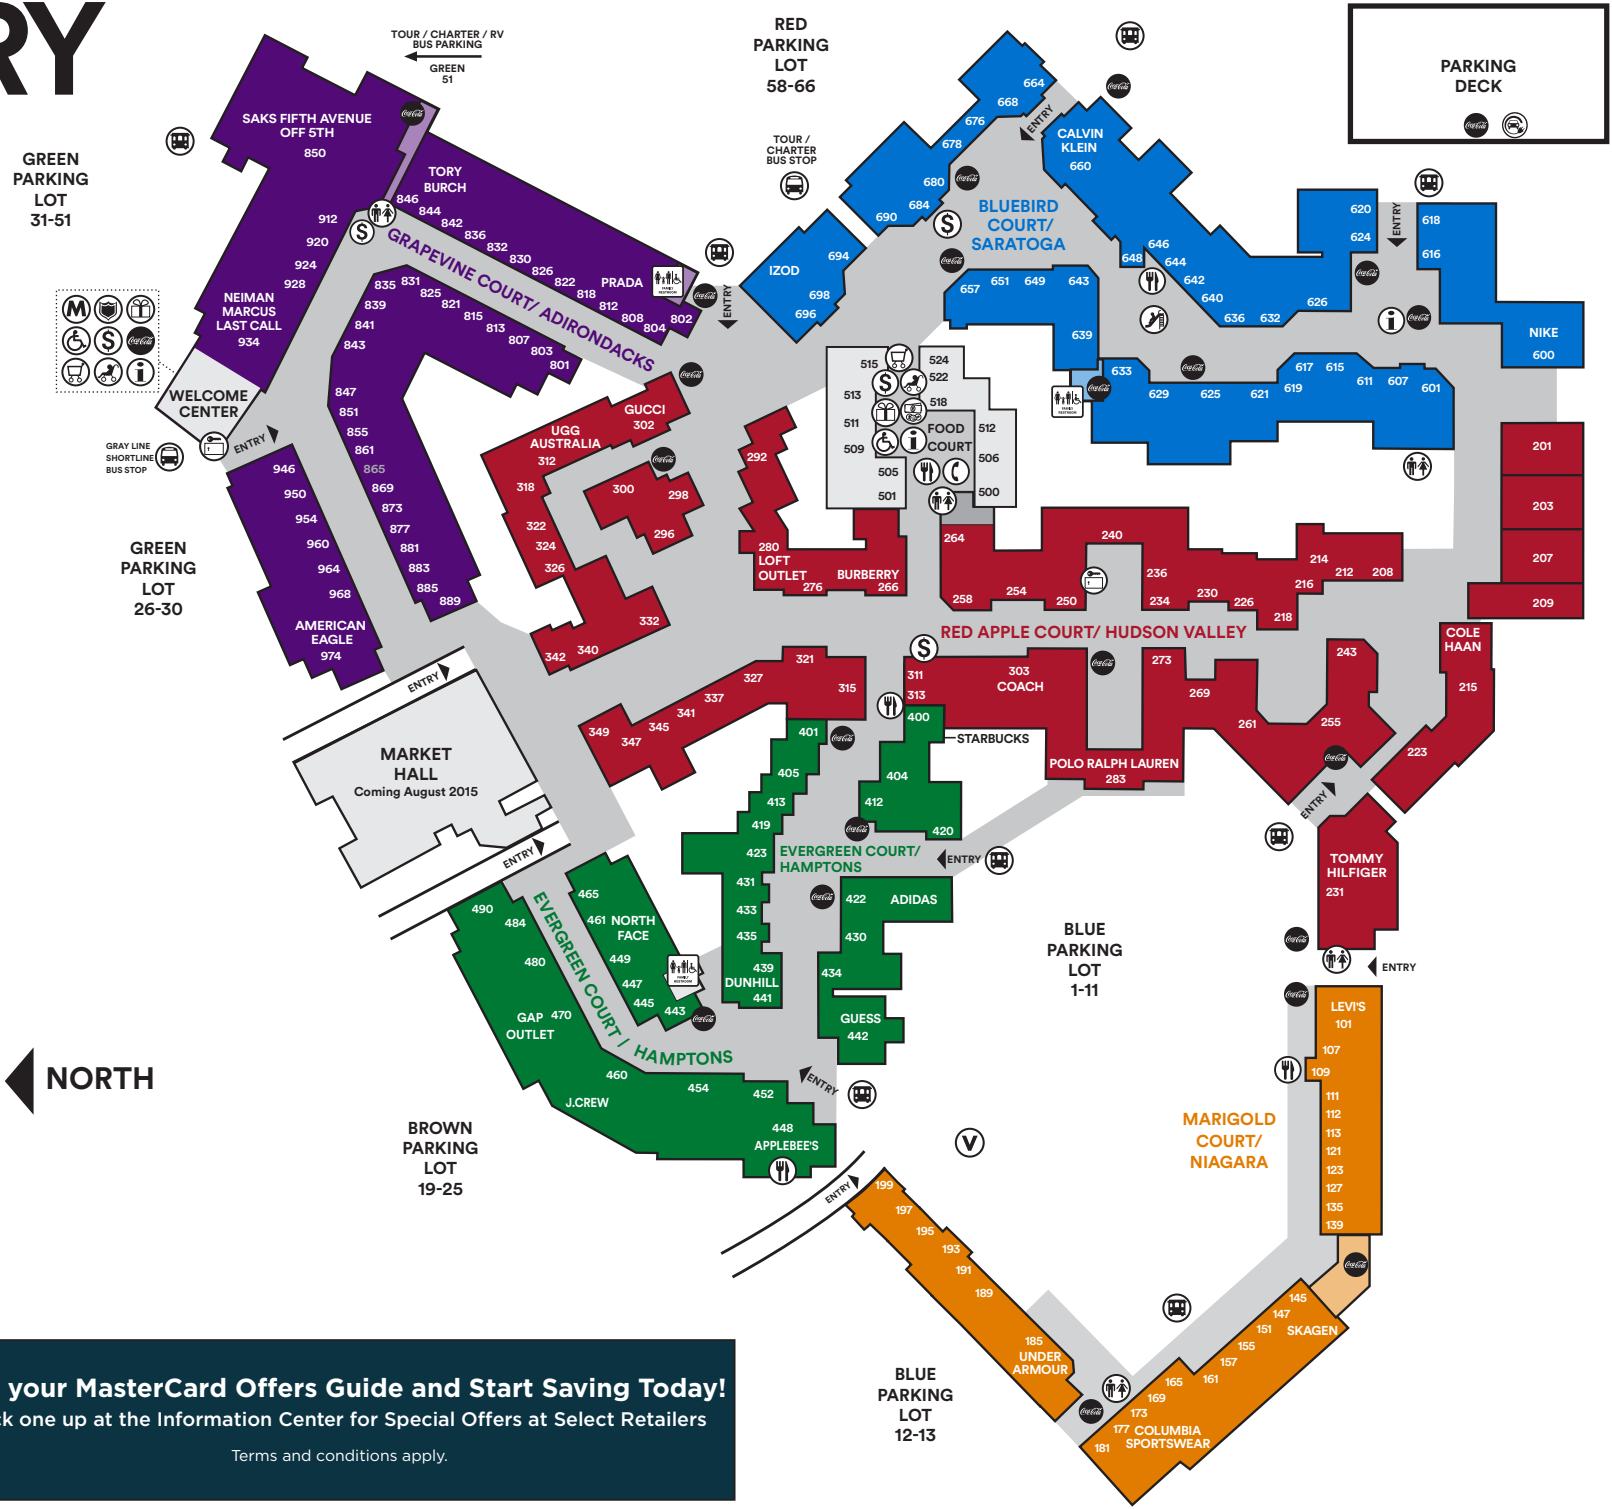 RY
TOUR / CHARTER / RV
BUS PARKING
GREEN
51
RED
PARKING
LOT
58-66
PARKING
DECK
GREEN
PARKING
LOT
31-51
TOUR /
CHARTER
BUS STOP
SAKS FIFTH AVENUE
OFF 5TH
850
TORY
BURCH
846
844
842
836
832
830
826
822
818
812
808
804
802
PRADA
912
920
924
928
NEIMAN
MARCUS
LAST CALL
934
GRAPEVINE COURT/ ADIRONDACKS
835
831
825
821
815
813
807
803
801
839
841
843
847
851
855
861
865
869
873
877
881
883
885
889
WELCOME
CENTER
GRAY LINE
SHORTLINE
BUS STOP
ENTRY
946
950
954
960
964
968
AMERICAN
EAGLE
974
GREEN
PARKING
LOT
26-30
ENTRY
664
668
676
678
680
684
690
694
IZOD
698
696
ENTRY
ENTRY
CALVIN
KLEIN
660
BLUEBIRD
COURT/
SARATOGA
657
651
649
643
639
648
646
644
642
640
636
632
626
620
624
ENTRY
618
616
NIKE
600
633
629
625
621
619
617
615
611
607
601
515
513
511
509
505
501
524
522
518
512
506
500
FOOD
COURT
GUCCI
302
UGG
AUSTRALIA
312
318
322
324
326
332
340
342
300
298
296
292
280
LOFT
OUTLET
276
BURBERRY
266
264
258
254
250
240
236
234
230
226
218
216
214
212
208
201
203
207
209
RED APPLE COURT/ HUDSON VALLEY
COLE
HAAN
215
223
243
255
261
269
273
303
COACH
311
313
POLO RALPH LAUREN
283
321
315
327
337
341
345
347
349
MARKET
HALL
Coming August 2015
ENTRY
400
STARBUCKS
404
412
420
401
405
413
419
423
431
433
435
439
DUNHILL
441
EVERGREEN COURT/
HAMPTONS
ENTRY
422
ADIDAS
430
434
GUESS
442
465
461
NORTH
FACE
449
447
445
443
490
484
480
GAP
OUTLET
470
460
J.CREW
454
452
448
APPLEBEE'S
EVERGREEN COURT / HAMPTONS
ENTRY
ENTRY
TOMMY
HILFIGER
231
ENTRY
BLUE
PARKING
LOT
1-11
NORTH
BROWN
PARKING
LOT
19-25
V
M
LEVI'S
101
107
109
111
112
113
121
123
127
135
139
MARIGOLD
COURT/
NIAGARA
ENTRY
199
197
195
193
191
189
185
UNDER
ARMOUR
145
147
151
SKAGEN
155
157
161
165
169
173
177
COLUMBIA
SPORTSWEAR
181
BLUE
PARKING
LOT
12-13
your MasterCard Offers Guide and Start Saving Today!
ck one up at the Information Center for Special Offers at Select Retailers
Terms and conditions apply.